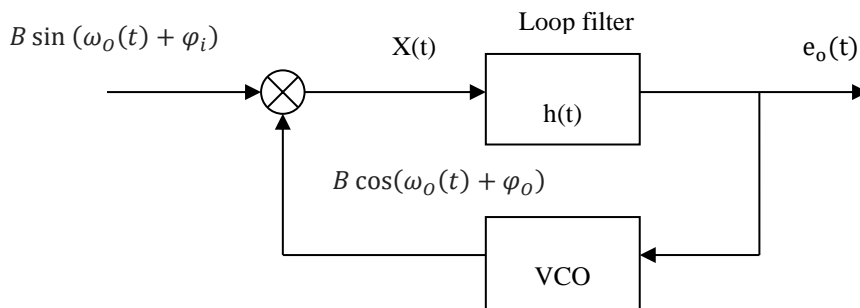 Loop filter
B sin (ω_O(t) + φ_i)
X(t)
e_o(t)
h(t)
B cos(ω_O(t) + φ_O)
VCO